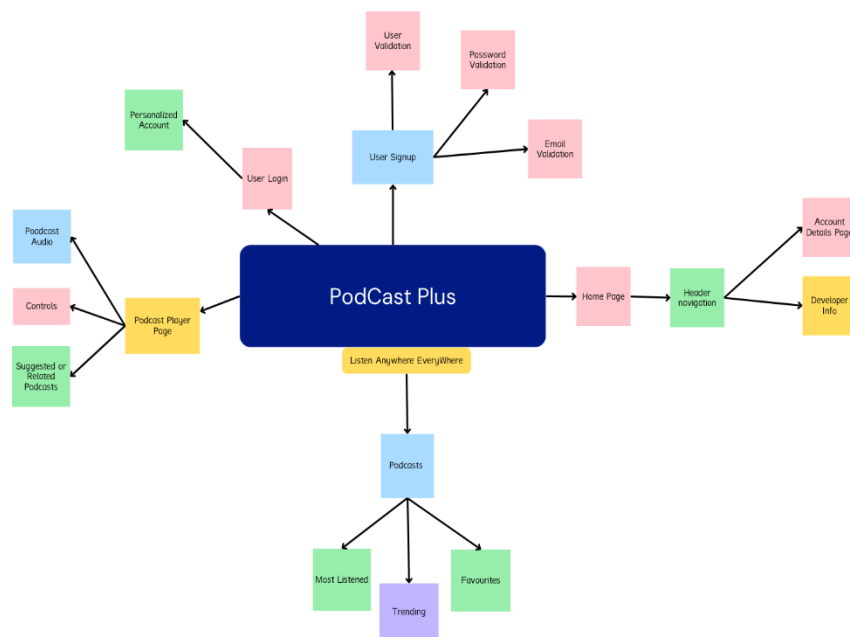 User
Validation
Password
Validation
Personalized
Account
User Signup
Email
Validation
User Login
Poadcast
Audio
Account
Details Page
PodCast Plus
Home Page
Header
navigation
Controls
Podcast Player
Page
Developer
Info
Suggested or
Related
Podcasts
Listen Anywhere EveryWhere
Podcasts
Most Listened
Favourites
Trending